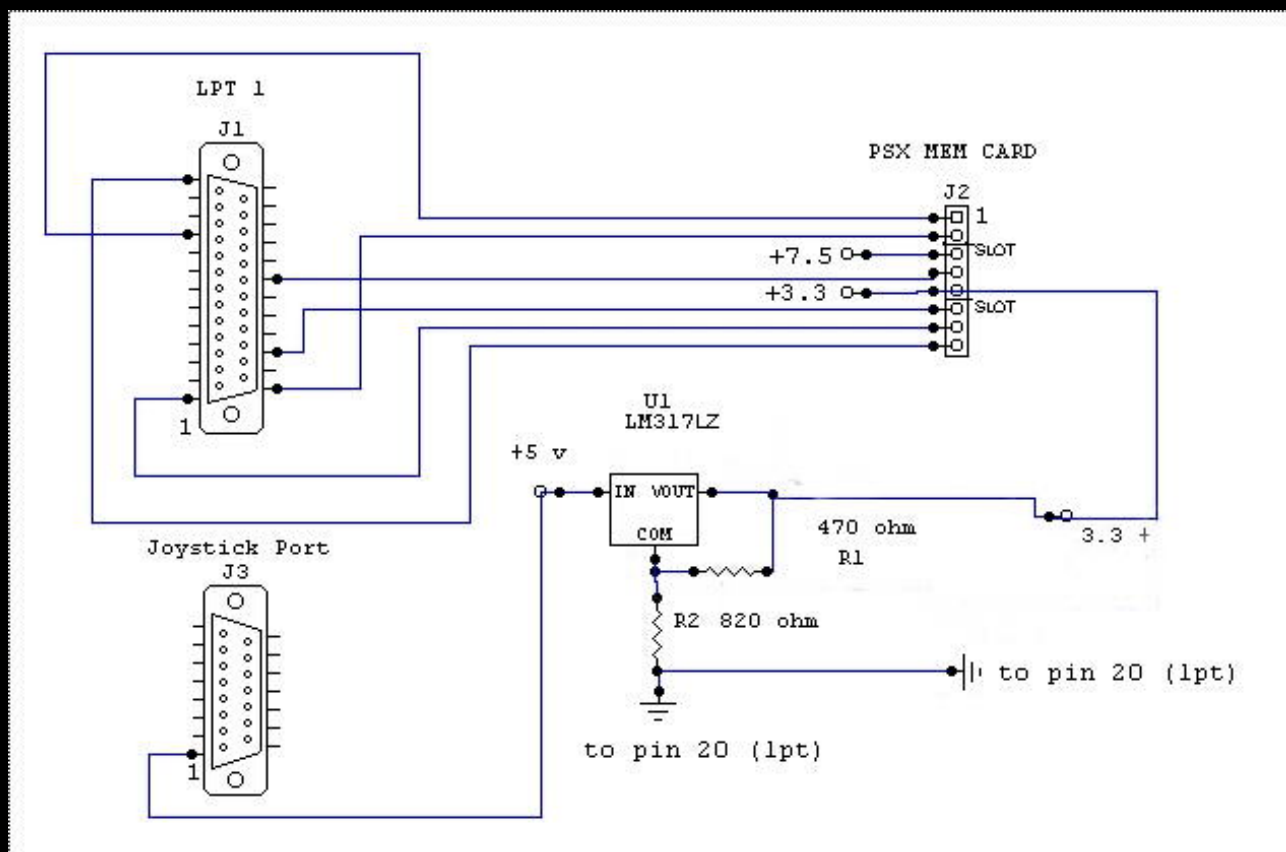 LPT 1
J1
1
PSX MEM CARD
J2
1
SLOT
+7.5
+3.3
SLOT
U1
LM317LZ
+5 v
IN VOUT
COM
470 ohm
R1
3.3 +
R2 820 ohm
to pin 20 (lpt)
to pin 20 (lpt)
Joystick Port
J3
1